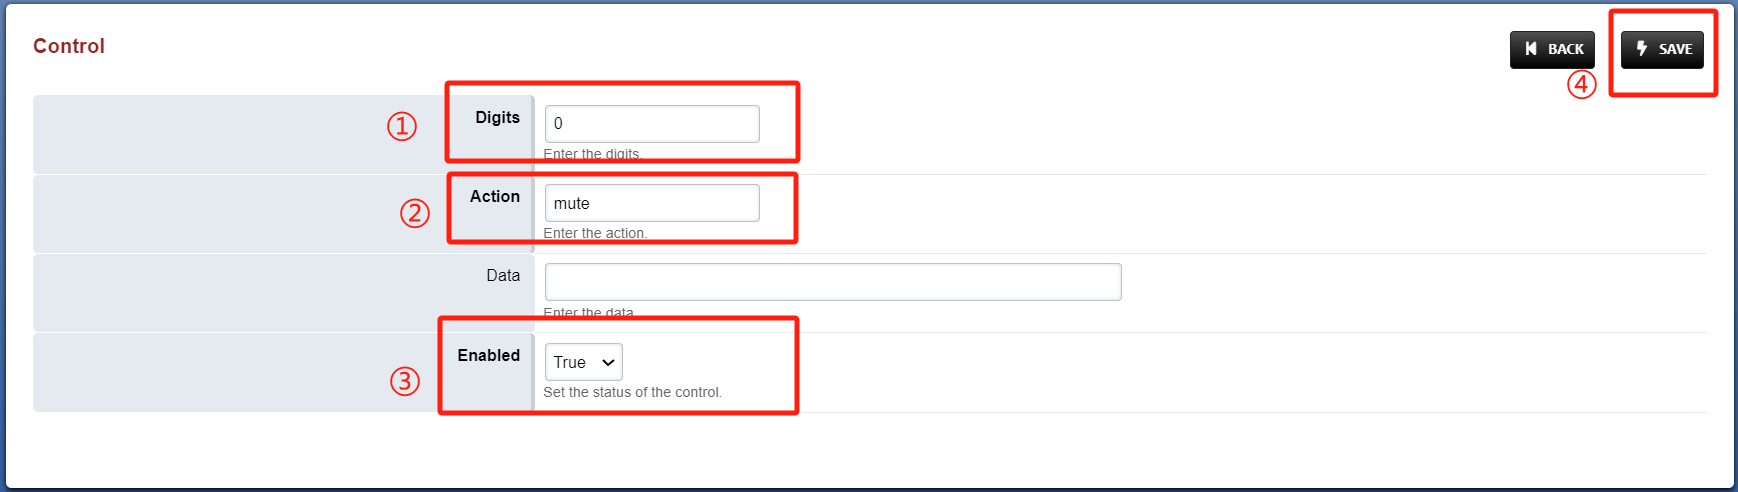 Control
BACK
SAVE
④
① Digits 0
Enter the digits.
② Action mute
Enter the action.
Data
Enter the data.
③ Enabled True
Set the status of the control.